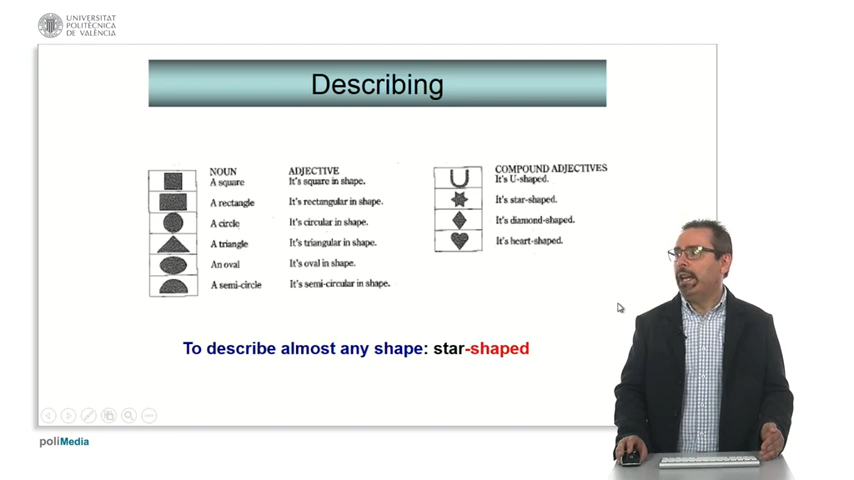 UNIVERSITAT
POLITÈCNICA
DE VALÈNCIA
Describing
NOUN ADJECTIVE
A square It's square in shape.
A rectangle It's rectangular in shape.
A circle It's circular in shape.
A triangle It's triangular in shape.
An oval It's oval in shape.
A semi-circle It's semi-circular in shape.
COMPOUND ADJECTIVES
It's U-shaped.
It's star-shaped.
It's diamond-shaped.
It's heart-shaped.
To describe almost any shape: star-shaped
poliMedia